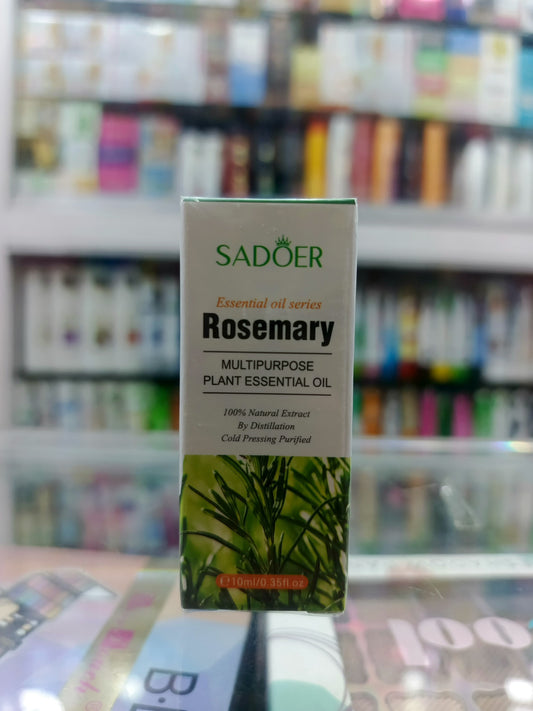 SADOER
Essential oil series
Rosemary
MULTIPURPOSE
PLANT ESSENTIAL OIL
100% Natural Extract
By Distillation
Cold Pressing Purified
℮10ml/0.35fl.oz
100